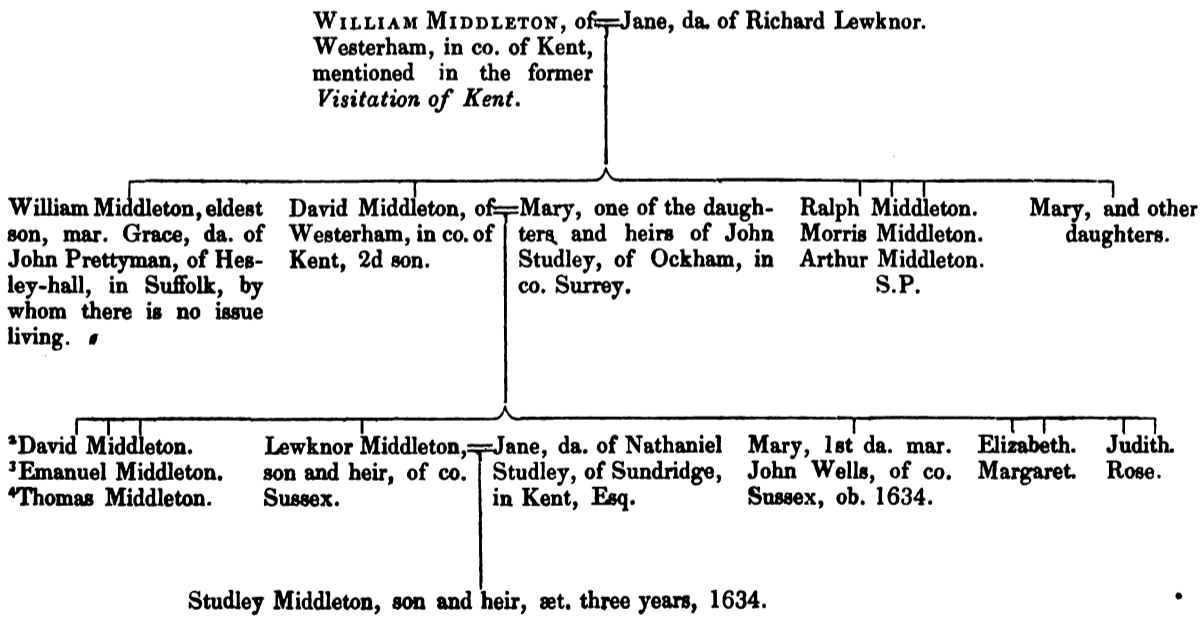 WILLIAM MIDDLETON, of=Jane, da. of Richard Lewknor.
Westerham, in co. of Kent,
mentioned in the former
Visitation of Kent.
William Middleton, eldest
son, mar. Grace, da. of
John Prettyman, of Hes-
ley-hall, in Suffolk, by
whom there is no issue
living.
David Middleton, of=Mary, one of the daugh-
Westerham, in co. of
Kent, 2d son.
ters, and heirs of John
Studley, of Ockham, in
co. Surrey.
Ralph Middleton.
Morris Middleton.
Arthur Middleton.
S.P.
Mary, and other
daughters.
²David Middleton.
³Emanuel Middleton.
⁴Thomas Middleton.
Lewknor Middleton,=Jane, da. of Nathaniel
son and heir, of co.
Sussex.
Studley, of Sundridge,
in Kent, Esq.
Mary, 1st da. mar.
John Wells, of co.
Sussex, ob. 1634.
Elizabeth.
Margaret.
Judith.
Rose.
Studley Middleton, son and heir, æt. three years, 1634.